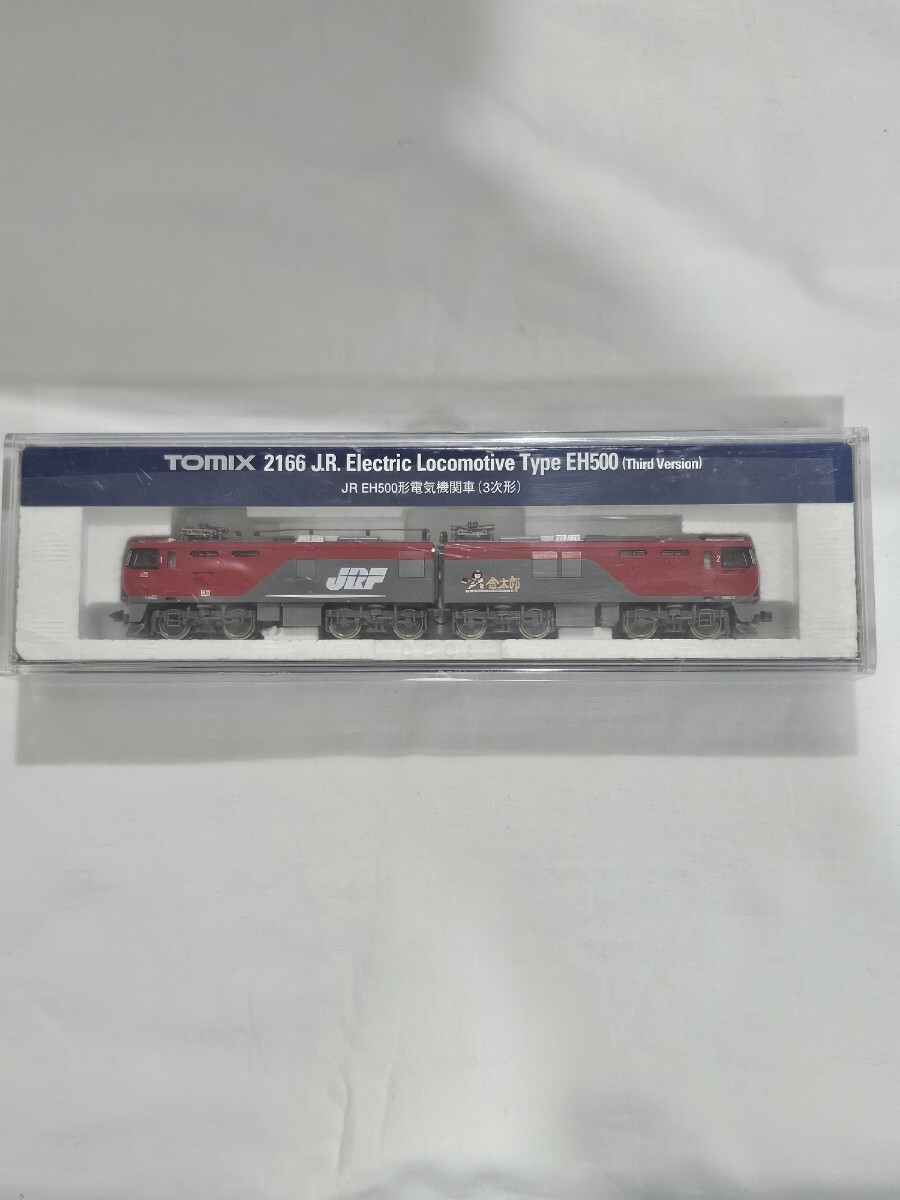 TOMIX 2166 J.R. Electric Locomotive Type EH500 (Third Version)
JR EH500形電気機関車(3次形)
JRF
金太郎
2